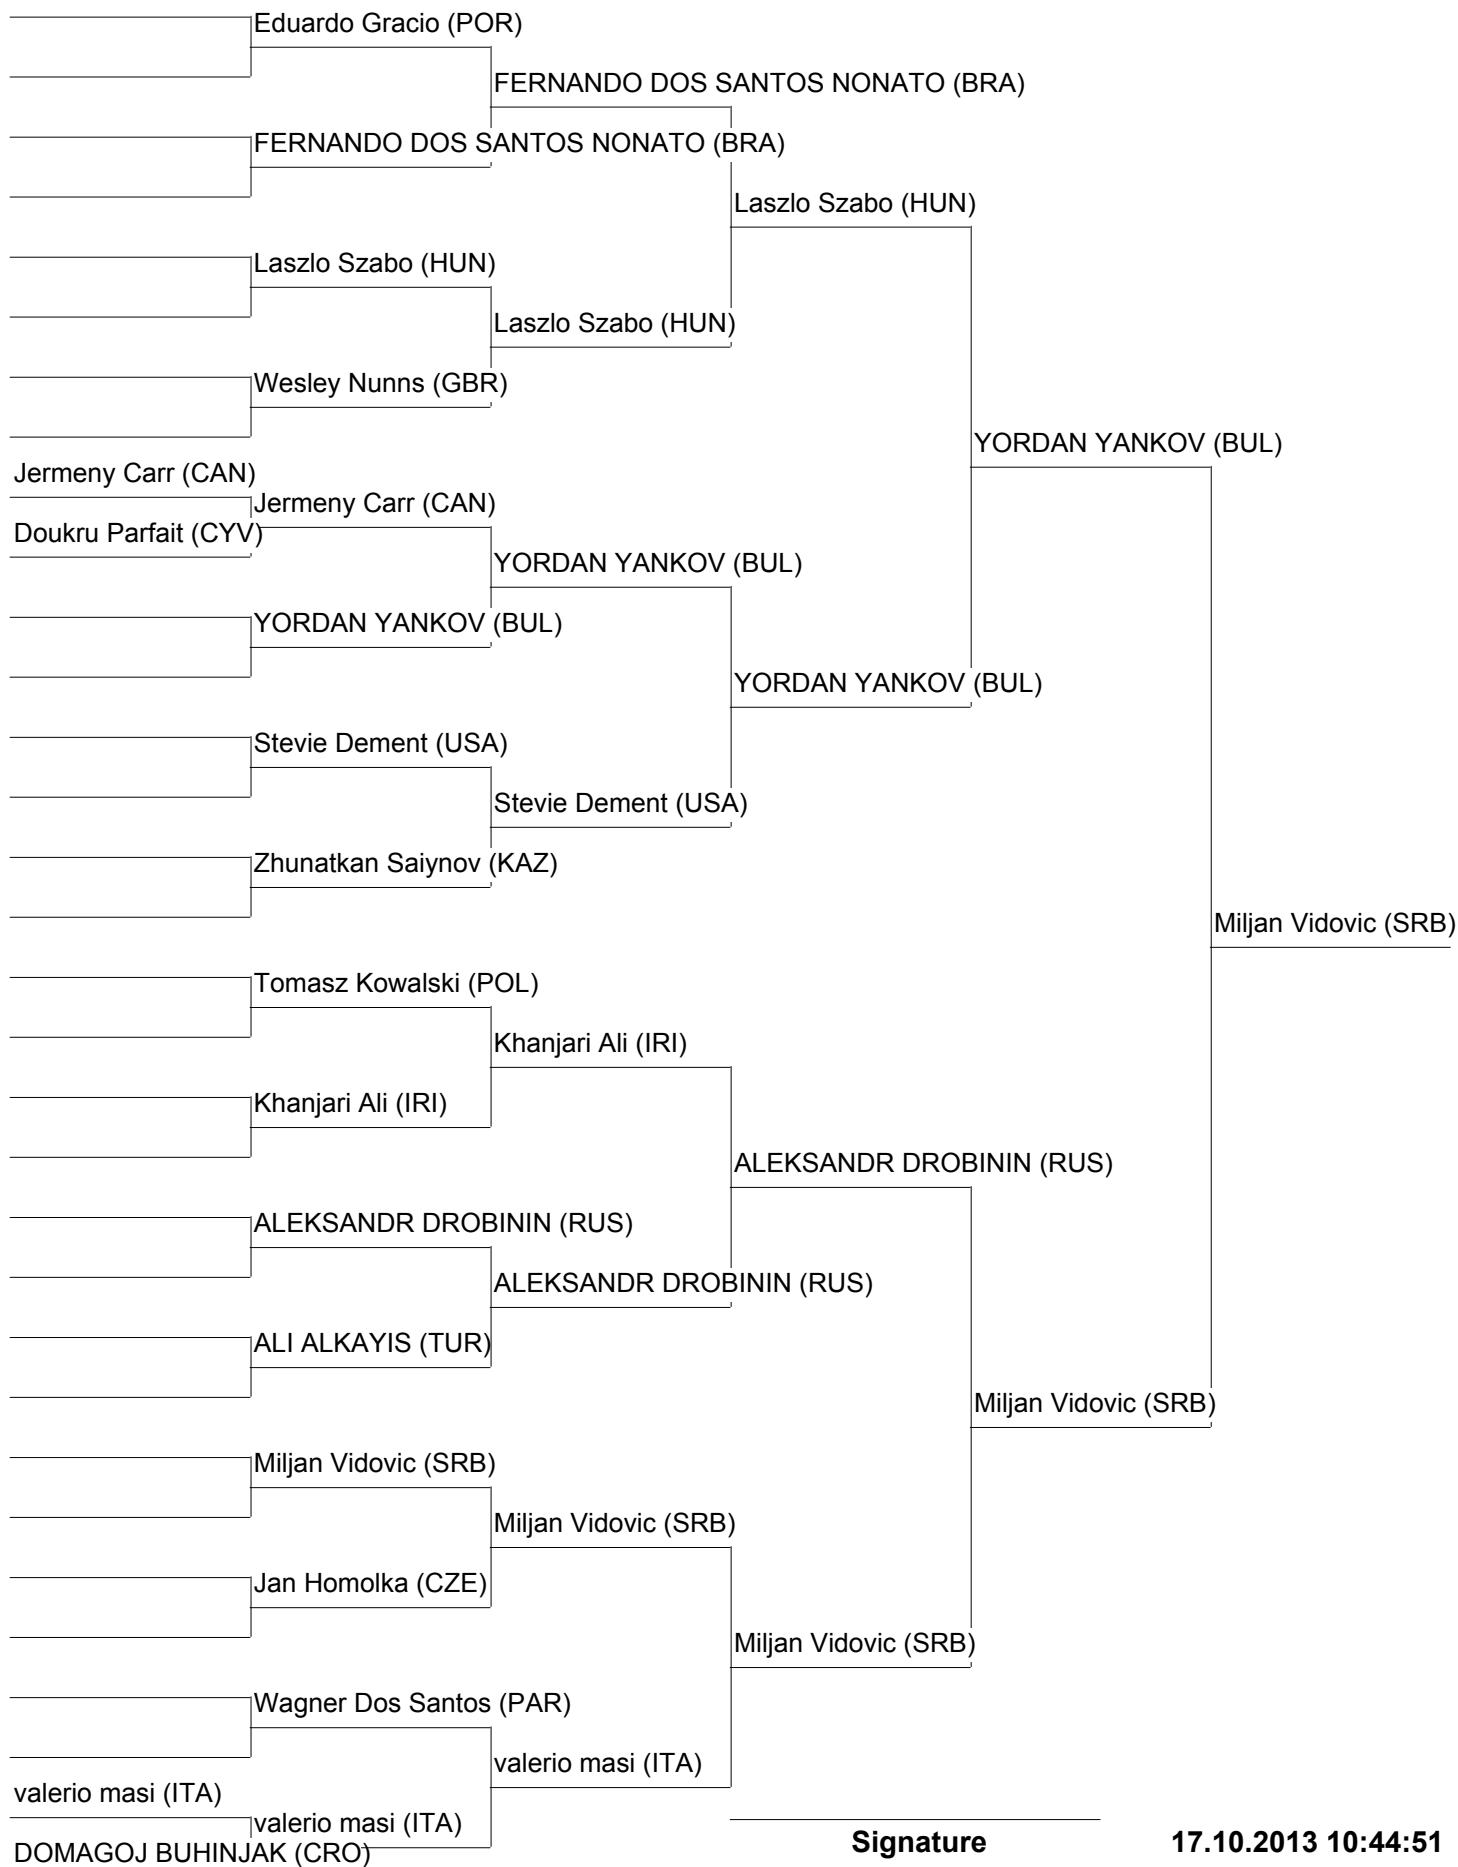 Eduardo Gracio (POR)
FERNANDO DOS SANTOS NONATO (BRA)
FERNANDO DOS SANTOS NONATO (BRA)
Laszlo Szabo (HUN)
Laszlo Szabo (HUN)
Laszlo Szabo (HUN)
Wesley Nunns (GBR)
YORDAN YANKOV (BUL)
Jermeny Carr (CAN)
Jermeny Carr (CAN)
Doukru Parfait (CYV)
YORDAN YANKOV (BUL)
YORDAN YANKOV (BUL)
YORDAN YANKOV (BUL)
Stevie Dement (USA)
Stevie Dement (USA)
Zhunatkan Saiynov (KAZ)
Miljan Vidovic (SRB)
Tomasz Kowalski (POL)
Khanjari Ali (IRI)
Khanjari Ali (IRI)
ALEKSANDR DROBININ (RUS)
ALEKSANDR DROBININ (RUS)
ALEKSANDR DROBININ (RUS)
ALI ALKAYIS (TUR)
Miljan Vidovic (SRB)
Miljan Vidovic (SRB)
Miljan Vidovic (SRB)
Jan Homolka (CZE)
Miljan Vidovic (SRB)
Wagner Dos Santos (PAR)
valerio masi (ITA)
valerio masi (ITA)
valerio masi (ITA)
DOMAGOJ BUHINJAK (CRO)
Signature
17.10.2013 10:44:51